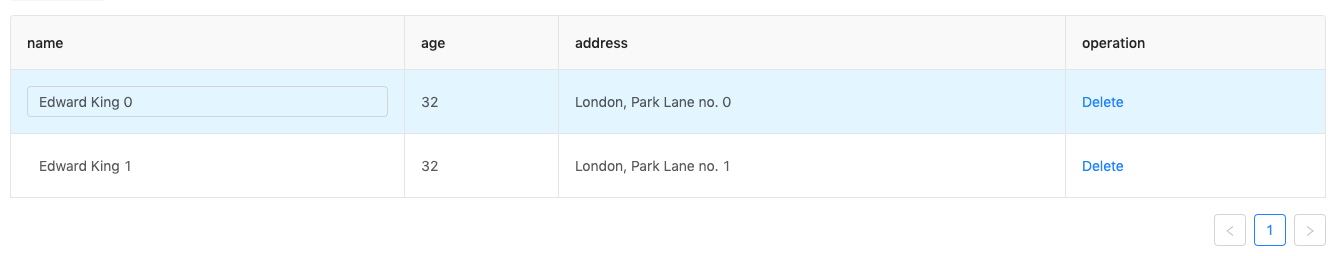 name age address operation
Edward King 0 32 London, Park Lane no. 0 Delete
Edward King 1 32 London, Park Lane no. 1 Delete
< 1 >